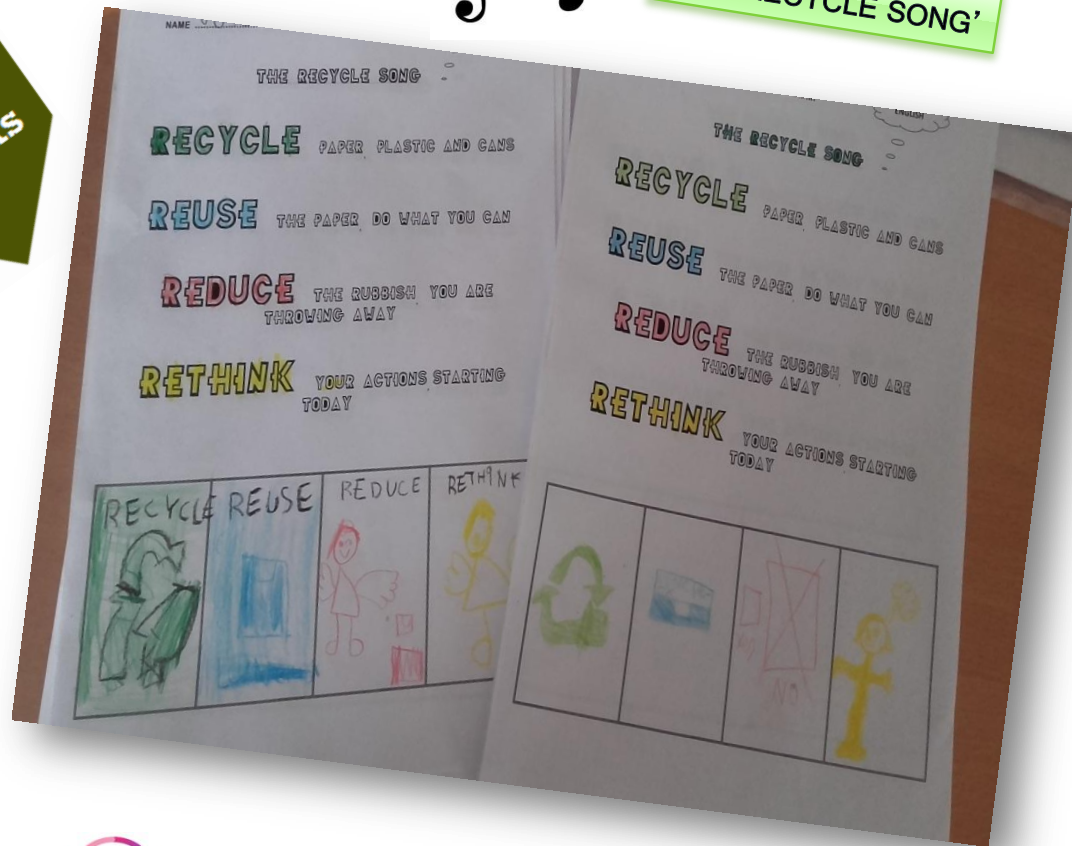 RECYCLE SONG'
NAME
THE RECYCLE SONG
RECYCLE PAPER, PLASTIC AND CANS
REUSE THE PAPER, DO WHAT YOU CAN
REDUCE THE RUBBISH YOU ARE
THROWING AWAY
RETHINK YOUR ACTIONS STARTING
TODAY
RECYCLE REUSE REDUCE RETHINK
ENGLISH
THE RECYCLE SONG
RECYCLE PAPER, PLASTIC AND CANS
REUSE THE PAPER, DO WHAT YOU CAN
REDUCE THE RUBBISH YOU ARE
THROWING AWAY
RETHINK YOUR ACTIONS STARTING
TODAY
NO